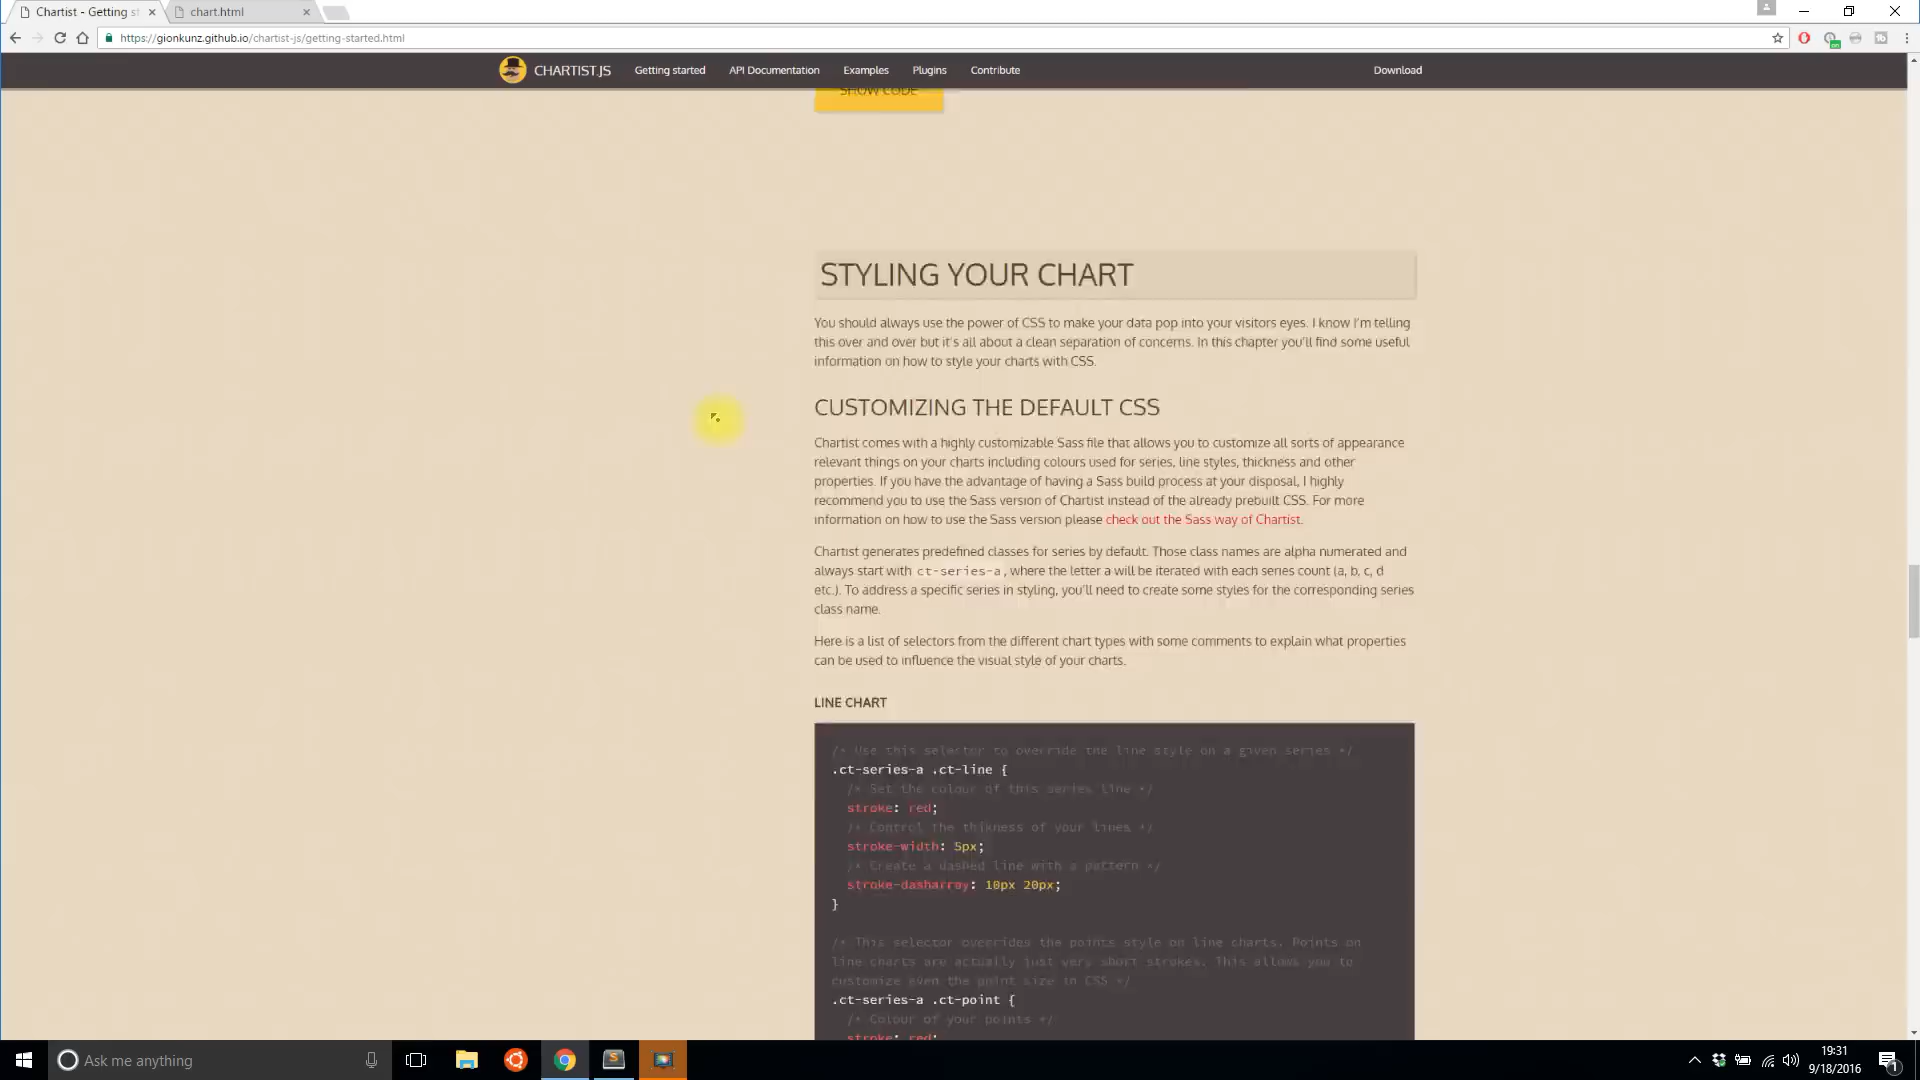 Chartist - Getting st
chart.html
https://gionkunz.github.io/chartist-js/getting-started.html
CHARTIST.JS
Getting started
API Documentation
Examples
Plugins
Contribute
Download
SHOW CODE
STYLING YOUR CHART
You should always use the power of CSS to make your data pop into your visitors eyes. I know I'm telling
this over and over but it's all about a clean separation of concerns. In this chapter you'll find some useful
information on how to style your charts with CSS.
CUSTOMIZING THE DEFAULT CSS
Chartist comes with a highly customizable Sass file that allows you to customize all sorts of appearance
relevant things on your charts including colours used for series, line styles, thickness and other
properties. If you have the advantage of having a Sass build process at your disposal, I highly
recommend you to use the Sass version of Chartist instead of the already prebuilt CSS. For more
information on how to use the Sass version please check out the Sass way of Chartist.
Chartist generates predefined classes for series by default. Those class names are alpha numerated and
always start with ct-series-a, where the letter a will be iterated with each series count (a, b, c, d
etc.). To address a specific series in styling, you'll need to create some styles for the corresponding series
class name.
Here is a list of selectors from the different chart types with some comments to explain what properties
can be used to influence the visual style of your charts.
LINE CHART
/* Use this selector to override the line style on a given series */
.ct-series-a .ct-line {
/* Set the colour of this series line */
stroke: red;
/* Control the thikness of your lines */
stroke-width: 5px;
/* Create a dashed line with a pattern */
stroke-dasharray: 10px 20px;
}
/* This selector overrides the points style on line charts. Points on
line charts are actually just very short strokes. This allows you to
customize even the point size in CSS */
.ct-series-a .ct-point {
/* Colour of your points */
stroke: red;
Ask me anything
19:31
9/18/2016
1